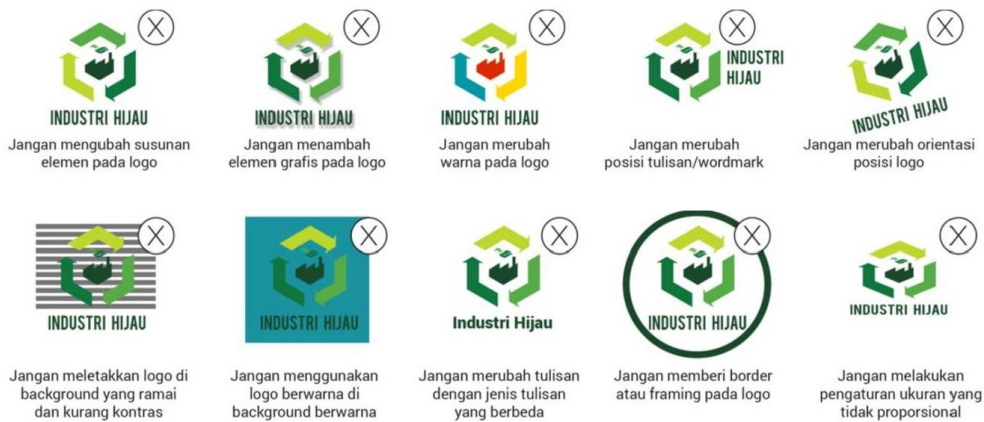 INDUSTRI HIJAU
Jangan mengubah susunan
elemen pada logo
INDUSTRI HIJAU
Jangan menambah
elemen grafis pada logo
INDUSTRI HIJAU
Jangan merubah
warna pada logo
INDUSTRI
HIJAU
Jangan merubah
posisi tulisan/wordmark
INDUSTRI HIJAU
Jangan merubah orientasi
posisi logo
INDUSTRI HIJAU
Jangan meletakkan logo di
background yang ramai
dan kurang kontras
INDUSTRI HIJAU
Jangan menggunakan
logo berwarna di
background berwarna
Industri Hijau
Jangan merubah tulisan
dengan jenis tulisan
yang berbeda
INDUSTRI HIJAU
Jangan memberi border
atau framing pada logo
INDUSTRI HIJAU
Jangan melakukan
pengaturan ukuran yang
tidak proporsional